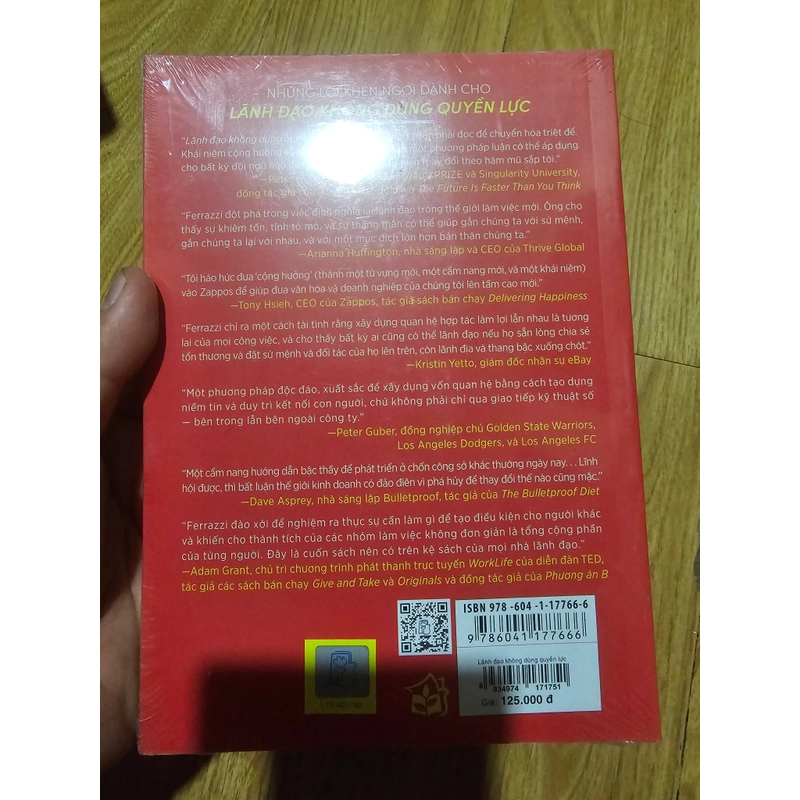 NHỮNG LỜI KHEN NGỢI DÀNH CHO
LÃNH ĐẠO KHÔNG DÙNG QUYỀN LỰC
"Lãnh đạo không dùng phải đọc để chuyển hóa triệt để.
Khái niệm cộng hưởng một phương pháp luận có thể áp dụng
cho bất kỳ đội ngũ nào thay đổi theo hàm mũ sắp tới."
—Peter XPRIZE và Singularity University,
đồng tác giả The Future Is Faster Than You Think
"Ferrazzi đột phá trong việc định nghĩa lại lãnh đạo trong thế giới làm việc mới. Ông cho
thấy sự khiêm tốn, tính tò mò, và sự thẳng thắn có thể giúp gắn chúng ta với sứ mệnh,
gắn chúng ta lại với nhau, và với một mục đích lớn hơn bản thân chúng ta."
—Arianna Huffington, nhà sáng lập và CEO của Thrive Global
"Tôi háo hức đưa 'cộng hưởng' (thành một từ vựng mới, một cẩm nang mới, và một khái niệm)
vào Zappos để giúp đưa văn hóa và doanh nghiệp của chúng tôi lên tầm cao mới."
—Tony Hsieh, CEO của Zappos, tác giả sách bán chạy Delivering Happiness
"Ferrazzi chỉ ra một cách tài tình rằng xây dựng quan hệ hợp tác làm lợi lẫn nhau là tương
lai của mọi công việc, và cho thấy bất kỳ ai cũng có thể lãnh đạo nếu họ sẵn lòng chia sẻ
tổn thương và đặt sứ mệnh và đối tác của họ lên trên, còn lãnh địa và thang bậc xuống chót."
—Kristin Yetto, giám đốc nhân sự eBay
"Một phương pháp độc đáo, xuất sắc để xây dựng vốn quan hệ bằng cách tạo dựng
niềm tin và duy trì kết nối con người, chứ không phải chỉ qua giao tiếp kỹ thuật số
— bên trong lẫn bên ngoài công ty."
—Peter Guber, đồng nghiệp chủ Golden State Warriors,
Los Angeles Dodgers, và Los Angeles FC
"Một cẩm nang hướng dẫn bậc thầy để phát triển ở chốn công sở khác thường ngày nay... Lĩnh
hội được, thì bất luận thế giới kinh doanh có đảo điên vì phá hủy để thay đổi thế nào cũng mặc."
—Dave Asprey, nhà sáng lập Bulletproof, tác giả của The Bulletproof Diet
"Ferrazzi đào xới để nghiệm ra thực sự cần làm gì để tạo điều kiện cho người khác
và khiến cho thành tích của các nhóm làm việc không đơn giản là tổng cộng phần
của từng người. Đây là cuốn sách nên có trên kệ sách của mọi nhà lãnh đạo."
—Adam Grant, chủ trì chương trình phát thanh trực tuyến WorkLife của diễn đàn TED,
tác giả các sách bán chạy Give and Take và Originals và đồng tác giả của Phương án B
ISBN 978-604-1-17766-6
9 786041 177666
Lãnh đạo không dùng quyền lực
8 934974 171751
Giá: 125.000 đ